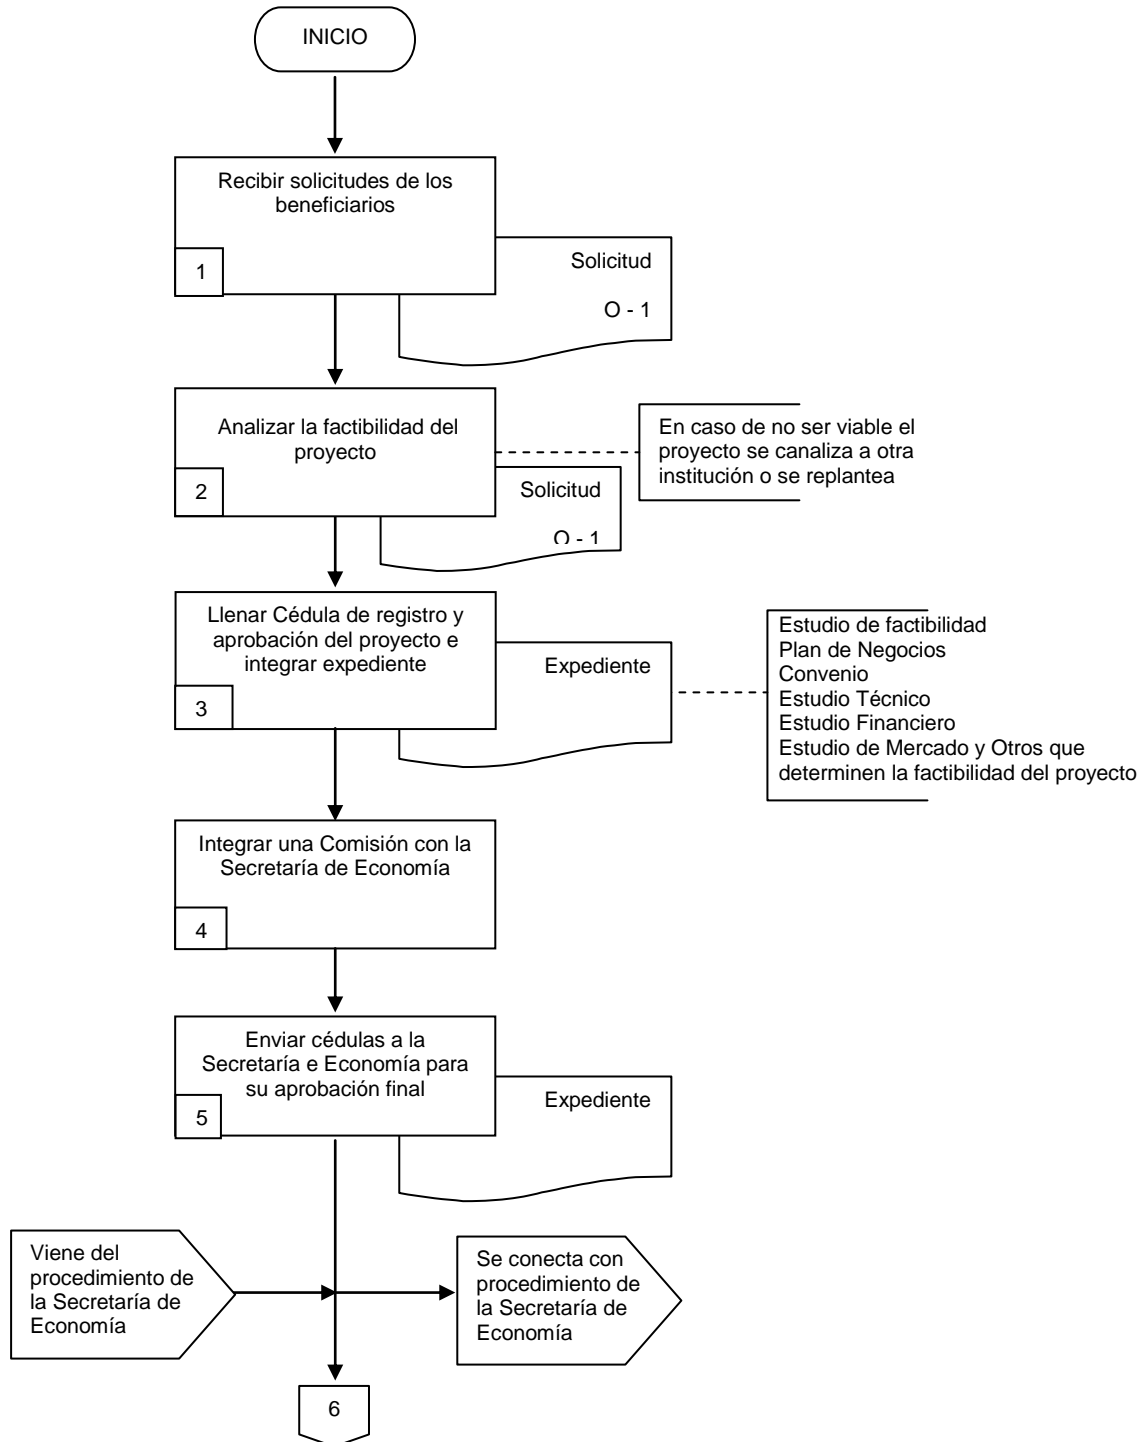 INICIO
Recibir solicitudes de los
beneficiarios
1
Solicitud
O - 1
Analizar la factibilidad del
proyecto
2
Solicitud
O - 1
En caso de no ser viable el
proyecto se canaliza a otra
institución o se replantea
Llenar Cédula de registro y
aprobación del proyecto e
integrar expediente
3
Expediente
Estudio de factibilidad
Plan de Negocios
Convenio
Estudio Técnico
Estudio Financiero
Estudio de Mercado y Otros que
determinen la factibilidad del proyecto
Integrar una Comisión con la
Secretaría de Economía
4
Enviar cédulas a la
Secretaría e Economía para
su aprobación final
5
Expediente
Viene del
procedimiento de
la Secretaría de
Economía
Se conecta con
procedimiento de
la Secretaría de
Economía
6